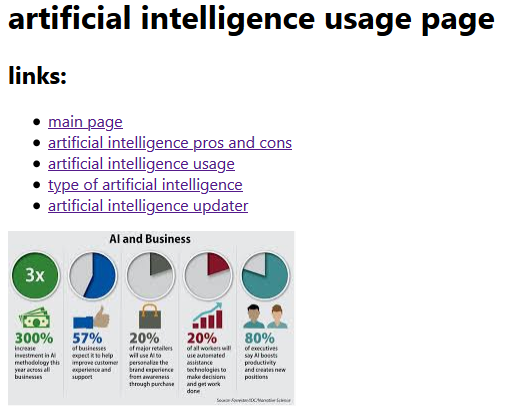 artificial intelligence usage page
links:
main page
artificial intelligence pros and cons
artificial intelligence usage
type of artificial intelligence
artificial intelligence updater
AI and Business
3x
300%
Increase
investment in AI
methodology this
year across all
businesses
57%
of businesses
expect it to help
improve customer
experience and
support
20%
of major retailers
will use AI to
personalize the
brand experience
from awareness
through purchase
20%
of all workers will
use automated
assistance
technologies to
make decisions
and get work
done
80%
of executives
say AI boosts
productivity
and creates new
positions
Source: Forrester/IDC/Narrative Science